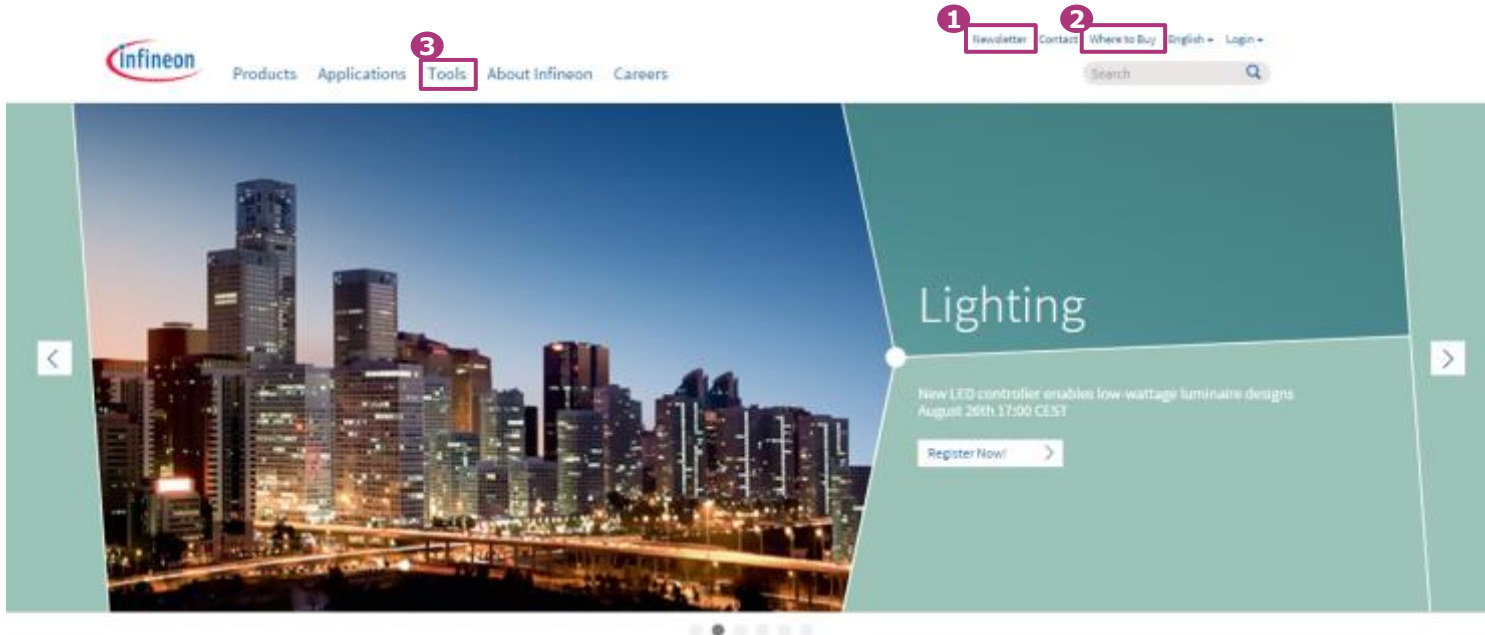 1 2
Newsletter Contact Where to Buy English Login
3
infineon
Products Applications Tools About Infineon Careers
Search
Lighting
New LED controller enables low-wattage luminaire designs
August 26th 17:00 CEST
Register Now!